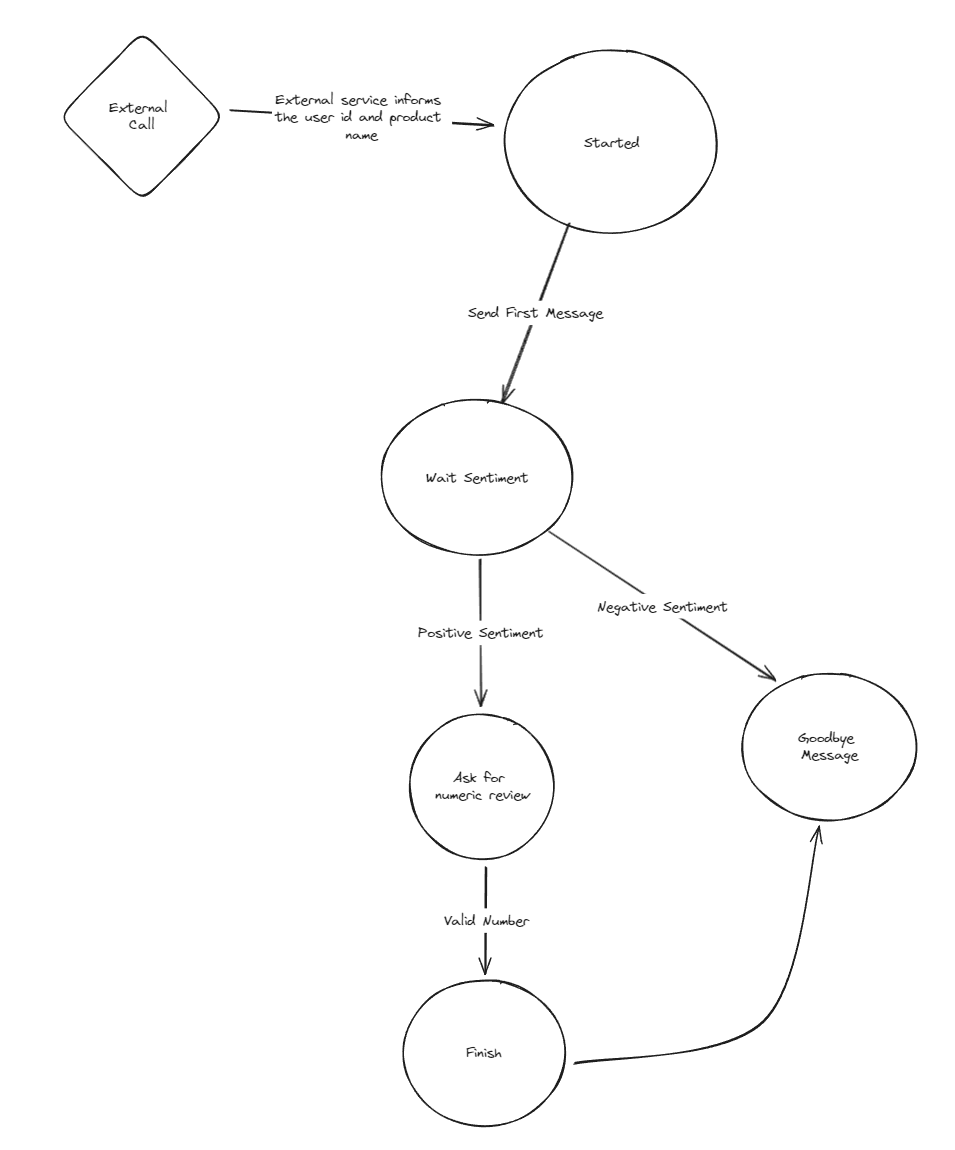 External
Call
External service informs
the user id and product
name
Started
Send First Message
Wait Sentiment
Negative Sentiment
Positive Sentiment
Goodbye
Message
Ask for
numeric review
Valid Number
Finish